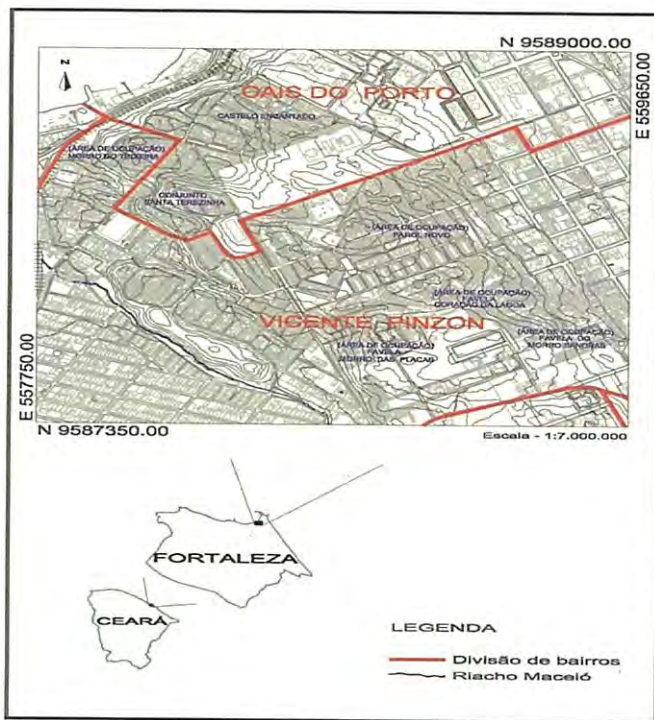 N 9589000.00
E 559650.00
N
CAIS DO PORTO
CASTELO ENCANTADO
(ÁREA DE OCUPAÇÃO)
MORRO DO TEIXEIRA
CONJUNTO
SANTA TEREZINHA
(ÁREA DE OCUPAÇÃO)
FAROL NOVO
(ÁREA DE OCUPAÇÃO)
FAVELA
CORAÇÃO DA LAGOA
VICENTE PINZON
(ÁREA DE OCUPAÇÃO)
FAVELA
MORRO DAS PLACAS
(ÁREA DE OCUPAÇÃO)
FAVELA DO
MORRO SANDRAS
E 557750.00
N 9587350.00
Escala - 1:7.000.000
FORTALEZA
CEARÁ
LEGENDA
Divisão de bairros
Riacho Maceió